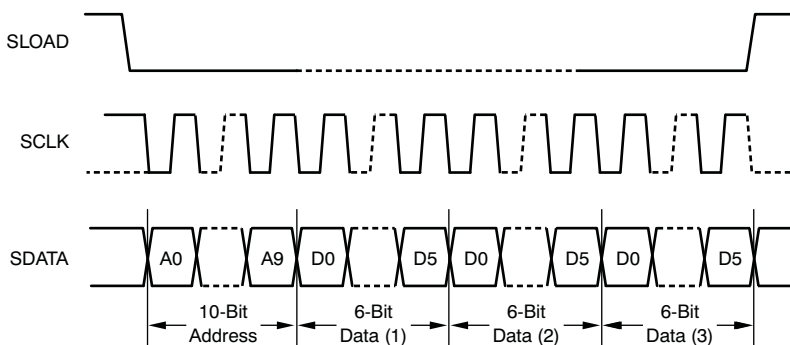 SLOAD
SCLK
SDATA
A0 A9 D0 D5 D0 D5 D0 D5
10-Bit 6-Bit 6-Bit 6-Bit
Address Data (1) Data (2) Data (3)